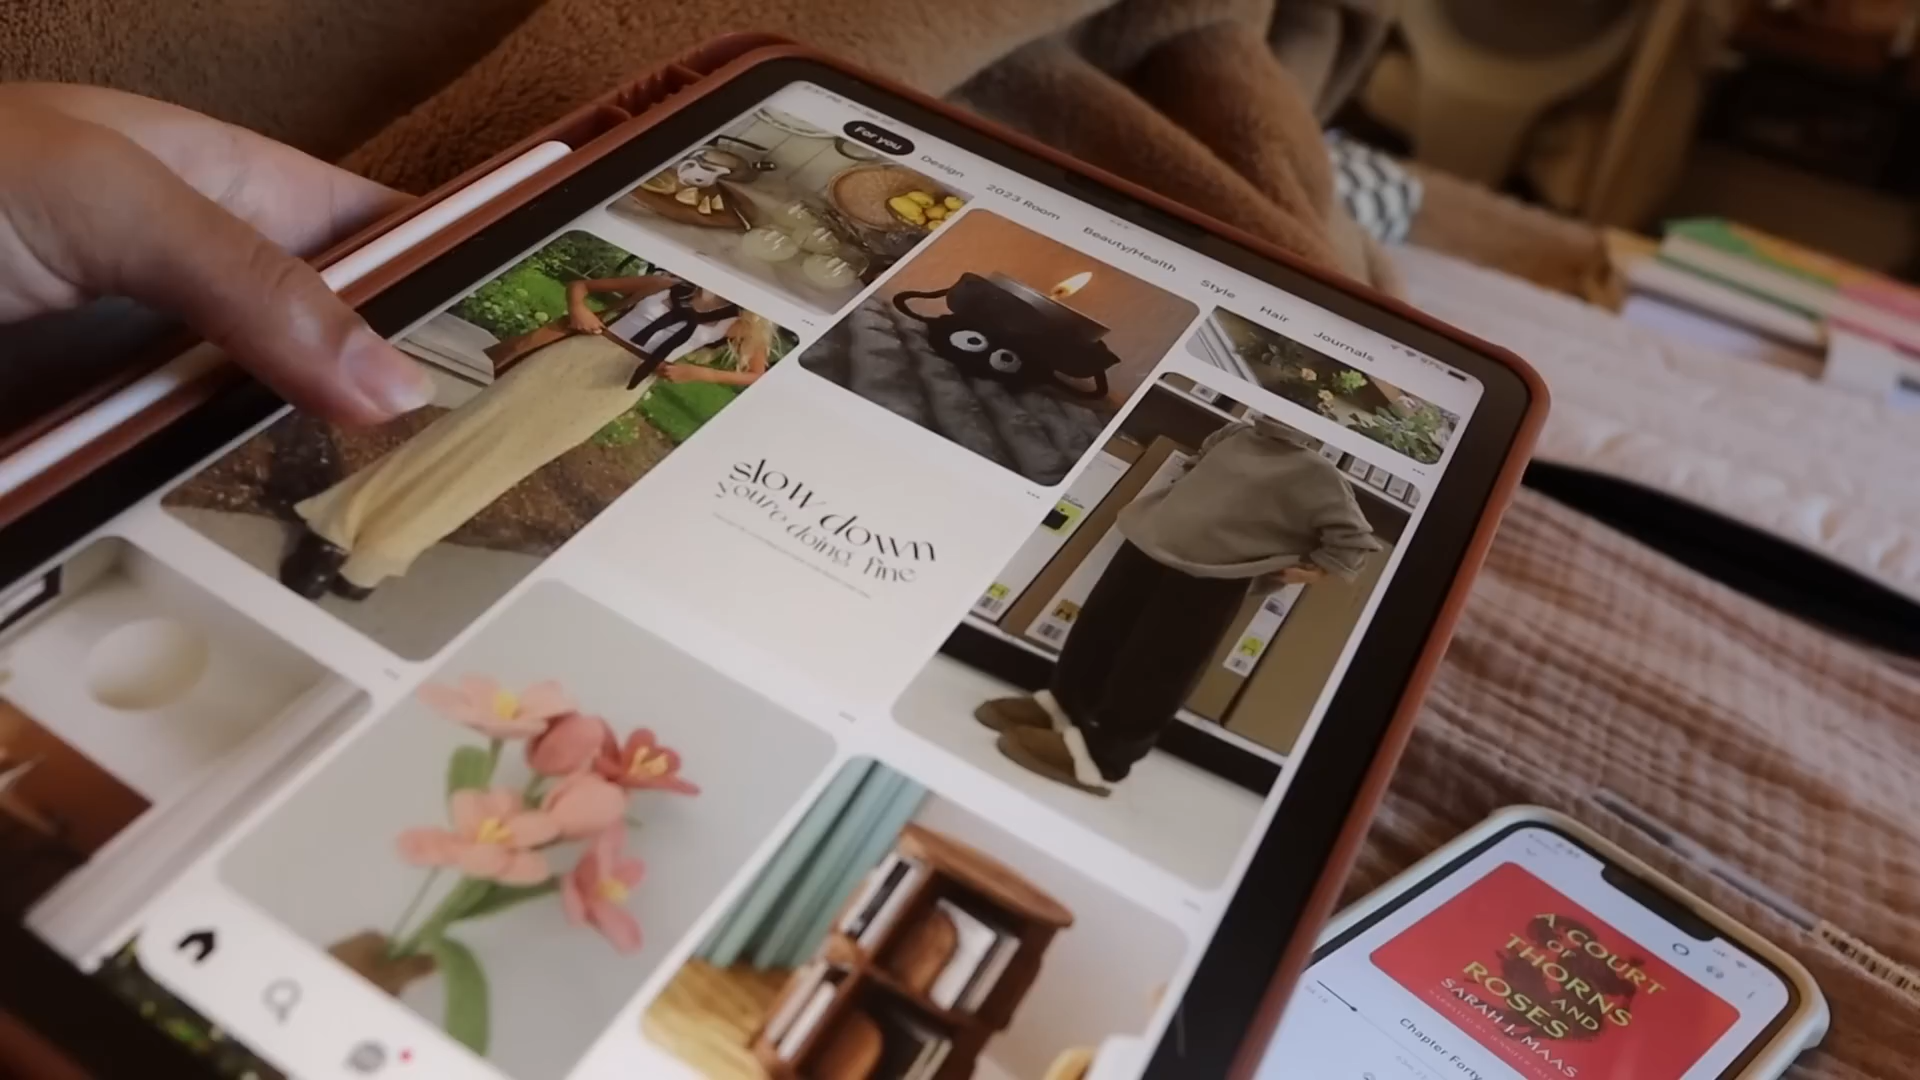 For you
Design
2023 Room
Beauty/Health
Style
Hair
Journals
97%
slow down
you're doing fine
A COURT
OF
THORNS
AND
ROSES
SARAH J. MAAS
Chapter Forty